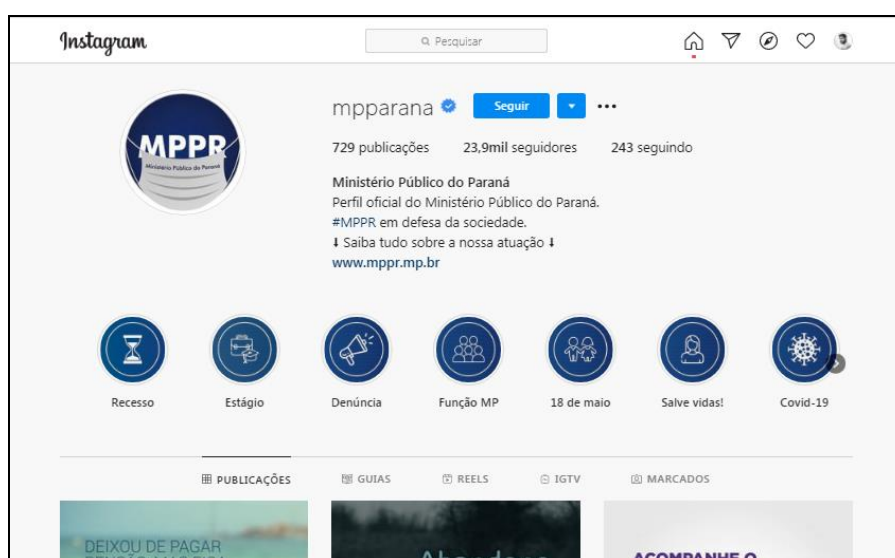 Instagram
Pesquisar
MPPR
Ministério Público do Paraná
mpparana
Seguir
729 publicações 23,9mil seguidores 243 seguindo
Ministério Público do Paraná
Perfil oficial do Ministério Público do Paraná.
#MPPR em defesa da sociedade.
⬇ Saiba tudo sobre a nossa atuação ⬇
www.mppr.mp.br
Recesso Estágio Denúncia Função MP 18 de maio Salve vidas! Covid-19
PUBLICAÇÕES GUIAS REELS IGTV MARCADOS
DEIXOU DE PAGAR
ACOMPANHE O